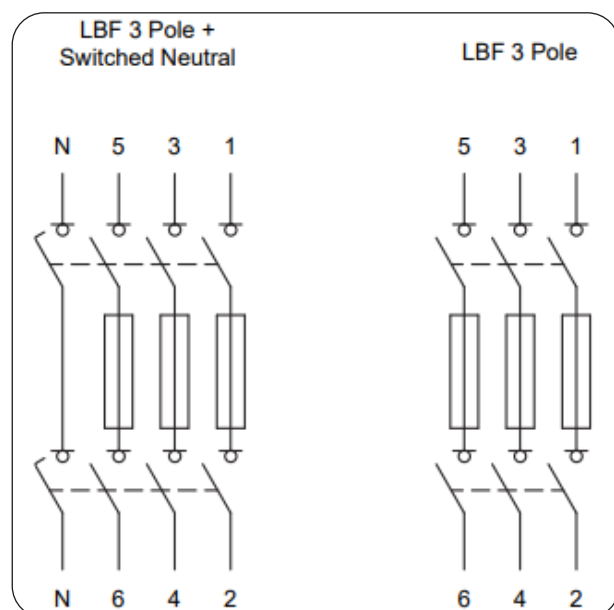 LBF 3 Pole +
Switched Neutral
LBF 3 Pole
N 5 3 1
5 3 1
N 6 4 2
6 4 2